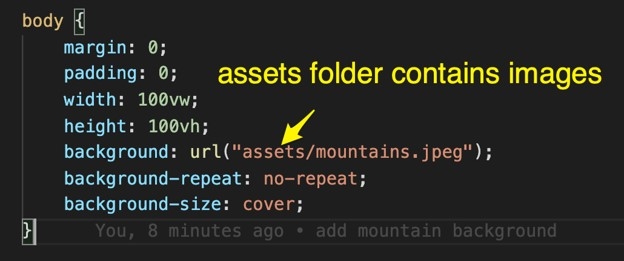 body {
margin: 0;
padding: 0;
assets folder contains images
width: 100vw;
height: 100vh;
background: url("assets/mountains.jpeg");
background-repeat: no-repeat;
background-size: cover;
}
You, 8 minutes ago • add mountain background